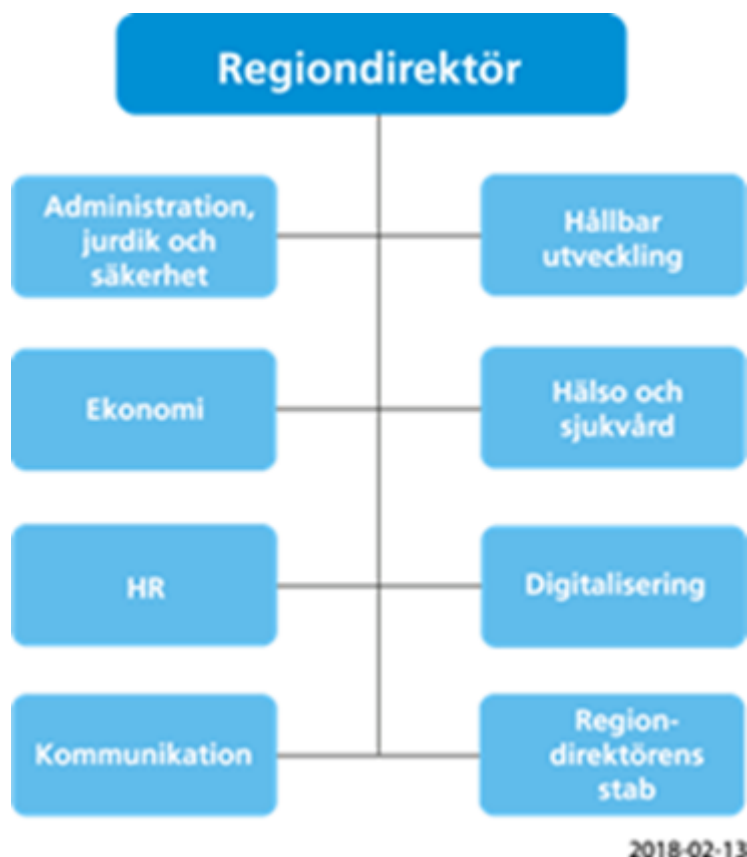 Regiondirektör
Administration,
jurdik och
säkerhet
Hållbar
utveckling
Ekonomi
Hälso och
sjukvård
HR
Digitalisering
Kommunikation
Region-
direktörens
stab
2018-02-13